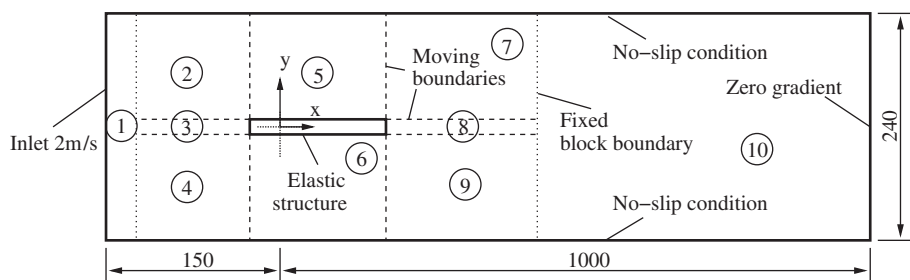 No−slip condition
Zero gradient
Moving
boundaries
Fixed
block boundary
Inlet 2m/s
Elastic
structure
No−slip condition
y
x
1
2
3
4
5
6
7
8
9
10
150
1000
240